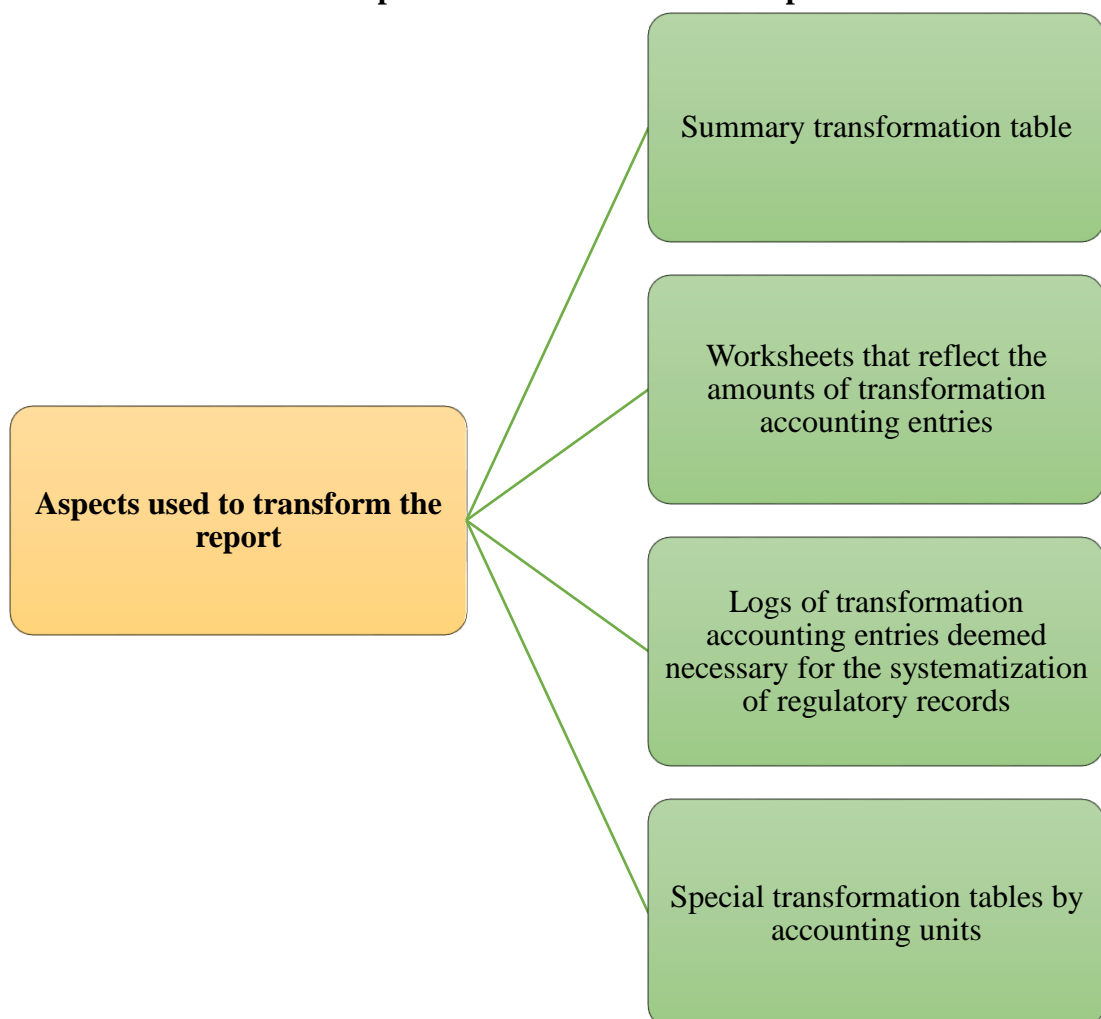 Summary transformation table
Worksheets that reflect the
amounts of transformation
accounting entries
Aspects used to transform the
report
Logs of transformation
accounting entries deemed
necessary for the systematization
of regulatory records
Special transformation tables by
accounting units